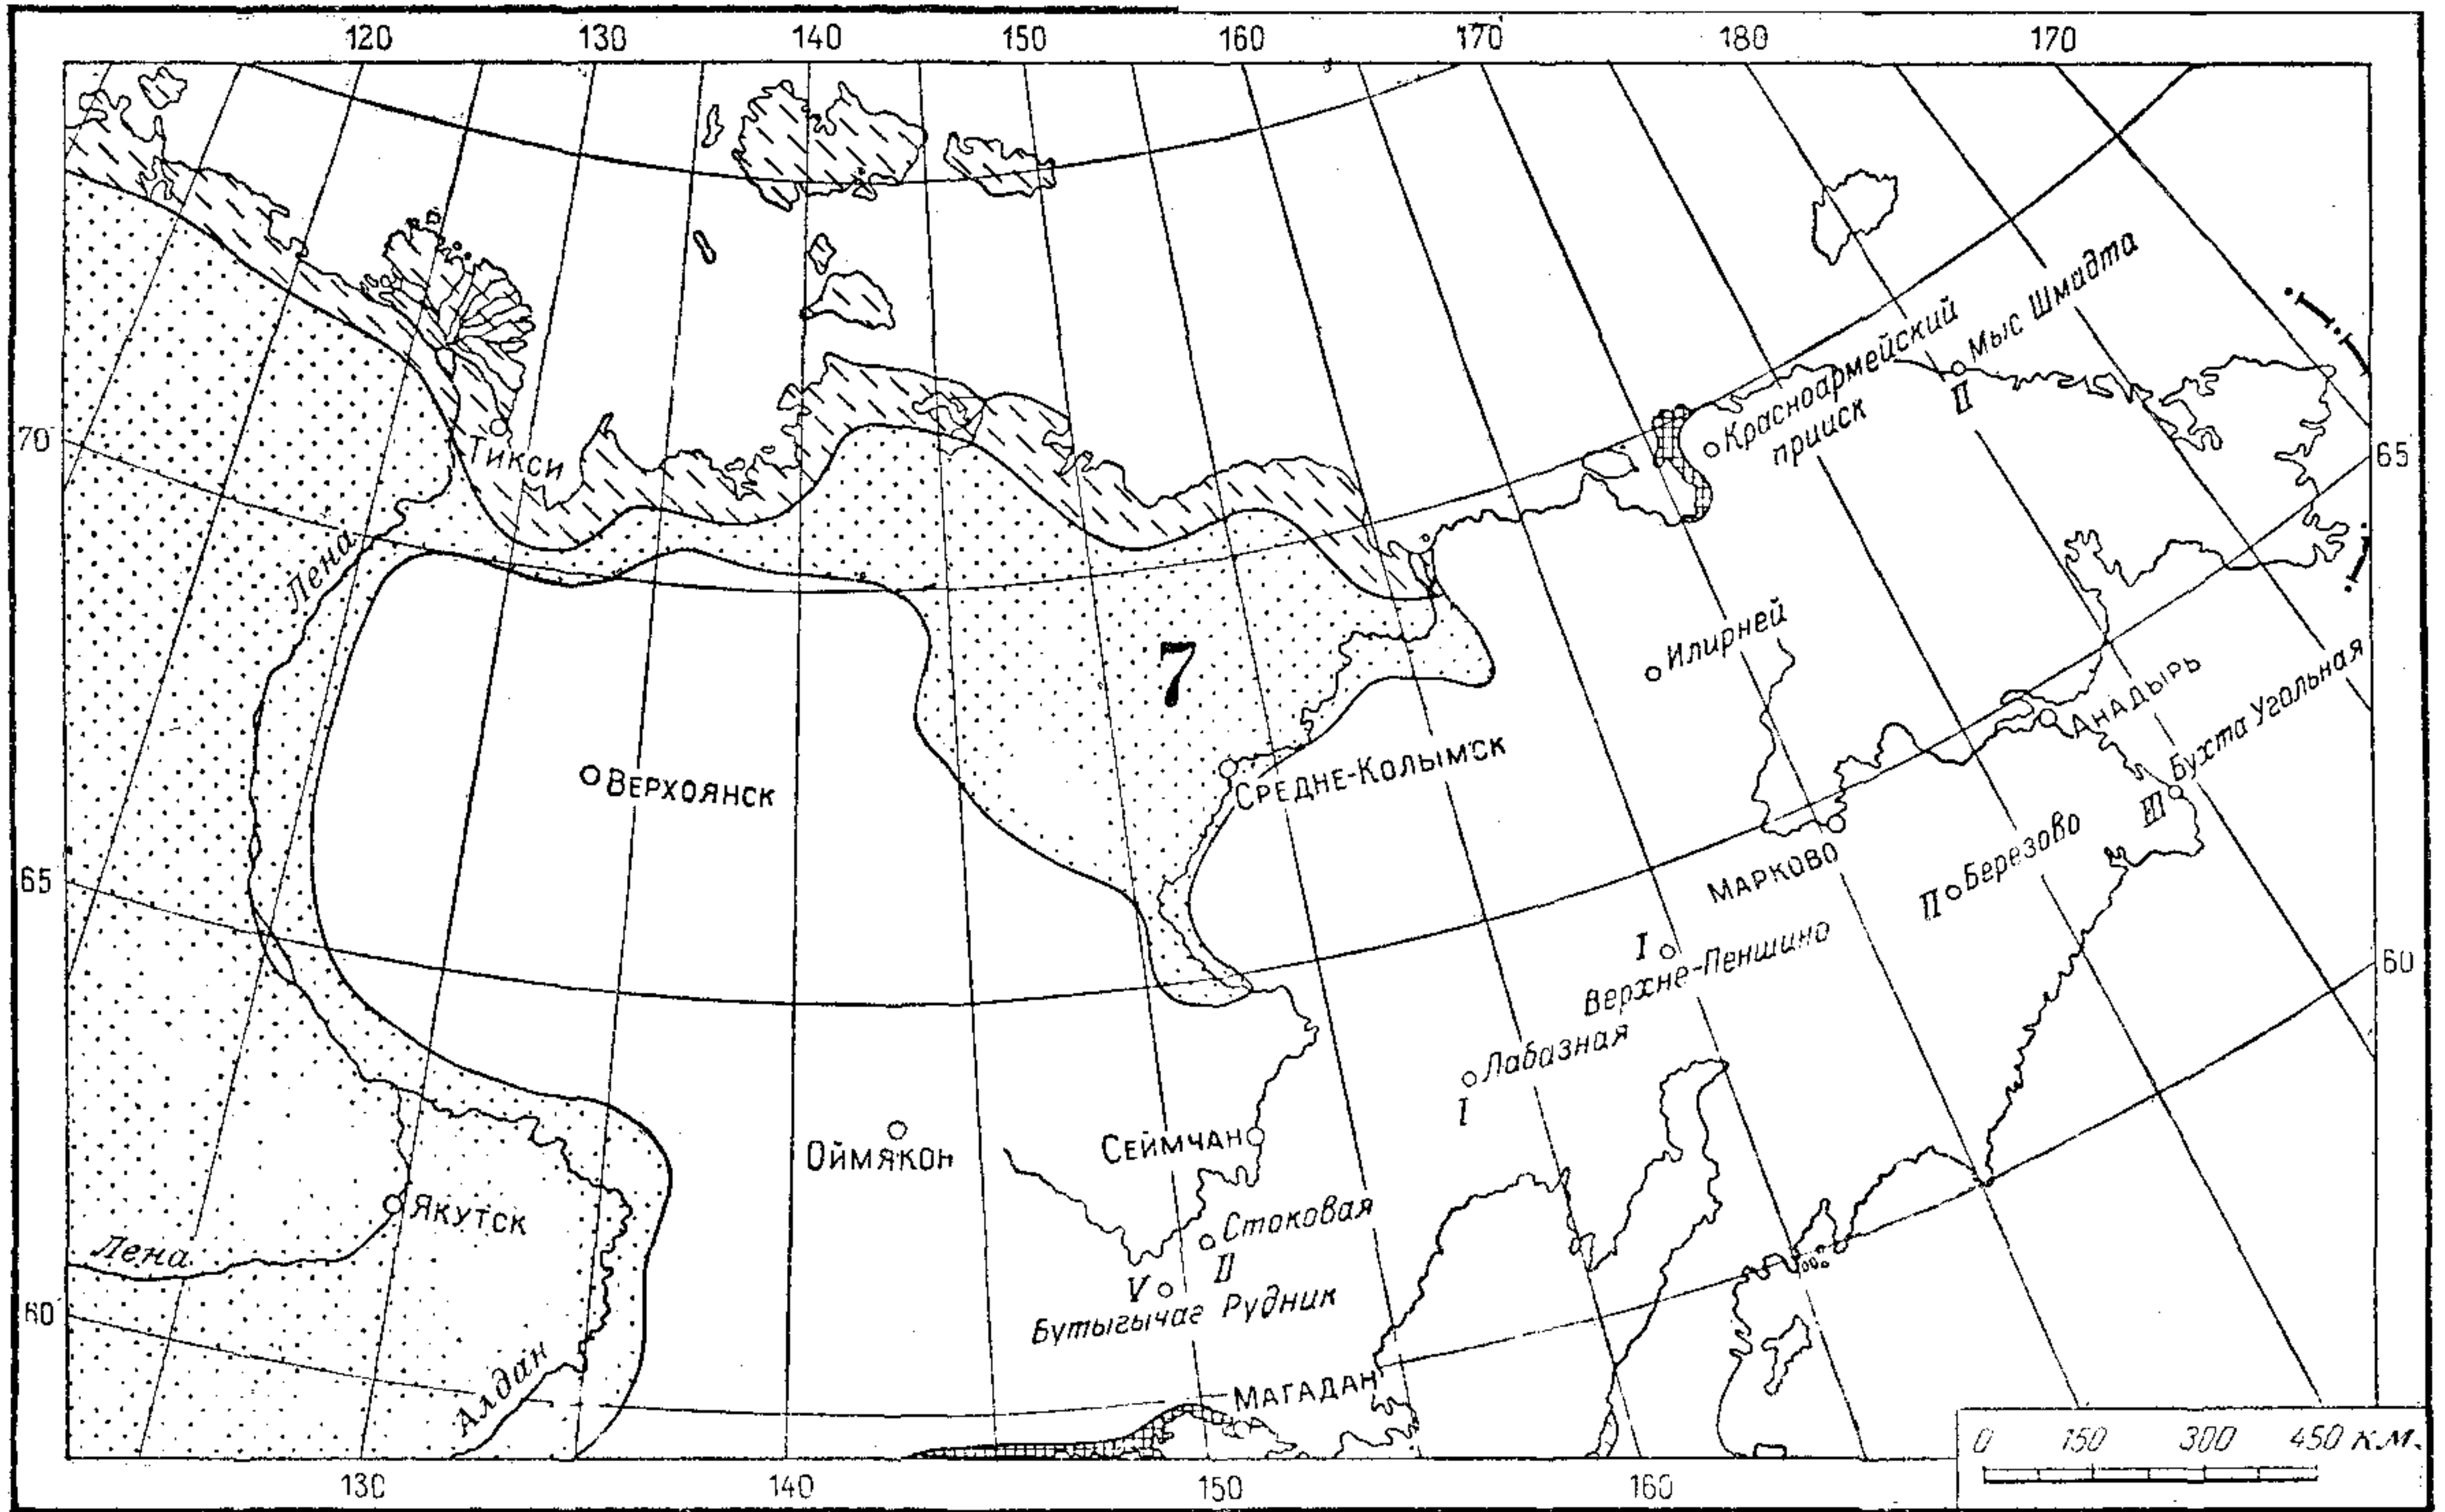 120 130 140 150 160 170 180 170
Мыс Шмидта
II
Красноармейский
прииск
70
Тикси
65
Лена
7
Илирней
Анадырь
Бухта Угольная
III
Верхоянск
Средне-Колымск
Марково
65
II Березово
I
Верхне-Пеншино
60
Лабазная
I
Оймякон
Сеймчан
Якутск
Стоковая
II
Лена
V
Бутыгычаг Рудник
60
Алдан
Магадан
0 150 300 450 км.
130 140 150 160